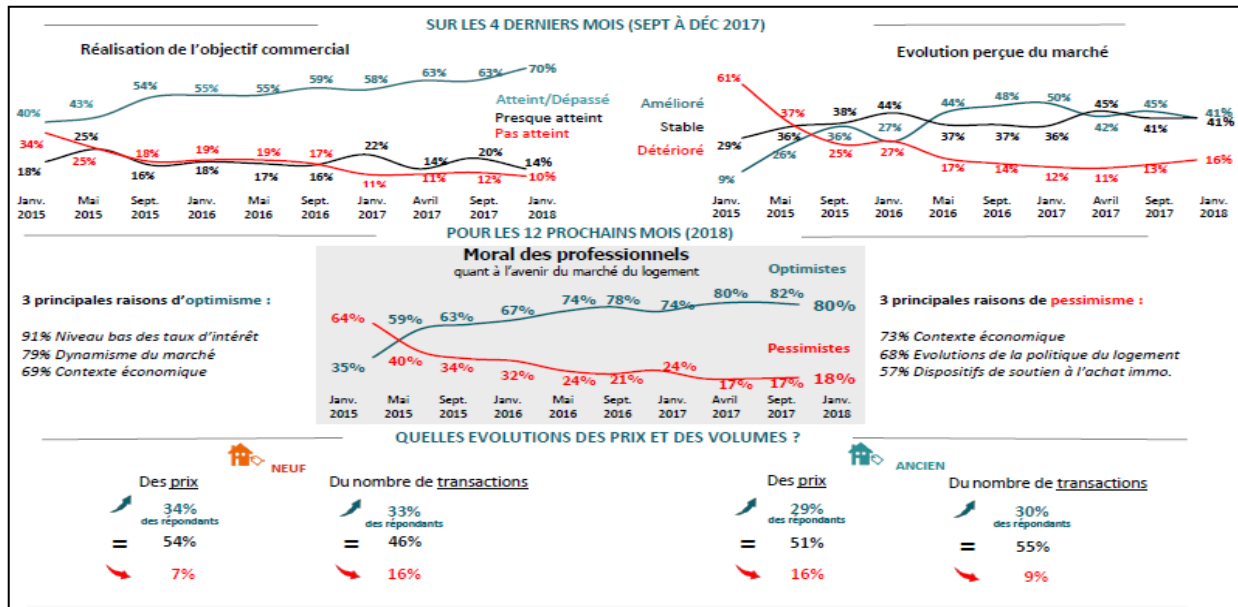 SUR LES 4 DERNIERS MOIS (SEPT À DÉC 2017)
Réalisation de l'objectif commercial
40% 43% 54% 55% 55% 59% 58% 63% 63% 70%
Atteint/Dépassé
Presque atteint
Pas atteint
34% 25% 18% 19% 19% 17% 11% 11% 12% 10%
18% 25% 16% 18% 17% 16% 22% 14% 20% 14%
Janv. Mai Sept. Janv. Mai Sept. Janv. Avril Sept. Janv.
2015 2015 2015 2016 2016 2016 2017 2017 2017 2018
Evolution perçue du marché
Amélioré
Stable
Détérioré
61% 37% 25% 27% 17% 14% 12% 11% 13% 16%
29% 36% 38% 44% 37% 37% 36% 45% 41% 41%
9% 26% 36% 27% 44% 48% 50% 42% 45% 41%
Janv. Mai Sept. Janv. Mai Sept. Janv. Avril Sept. Janv.
2015 2015 2015 2016 2016 2016 2017 2017 2017 2018
POUR LES 12 PROCHAINS MOIS (2018)
3 principales raisons d'optimisme :
91% Niveau bas des taux d'intérêt
79% Dynamisme du marché
69% Contexte économique
Moral des professionnels
quant à l'avenir du marché du logement
Optimistes
35% 59% 63% 67% 74% 78% 74% 80% 82% 80%
Pessimistes
64% 40% 34% 32% 24% 21% 24% 17% 17% 18%
Janv. Mai Sept. Janv. Mai Sept. Janv. Avril Sept. Janv.
2015 2015 2015 2016 2016 2016 2017 2017 2017 2018
3 principales raisons de pessimisme :
73% Contexte économique
68% Evolutions de la politique du logement
57% Dispositifs de soutien à l'achat immo.
QUELLES EVOLUTIONS DES PRIX ET DES VOLUMES ?
NEUF
Des prix
34%
des répondants
= 54%
7%
Du nombre de transactions
33%
des répondants
= 46%
16%
ANCIEN
Des prix
29%
des répondants
= 51%
16%
Du nombre de transactions
30%
des répondants
= 55%
9%